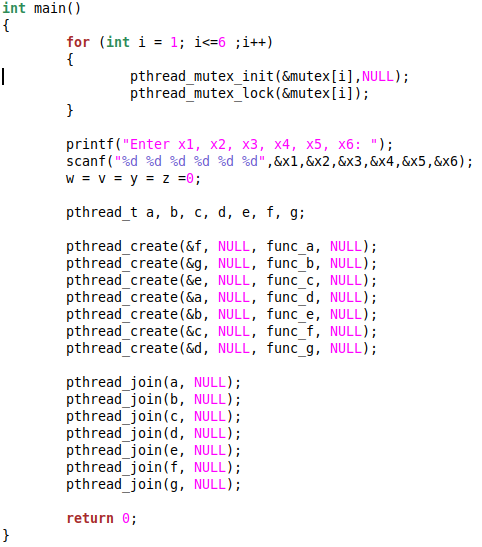 int main()
{
for (int i = 1; i<=6 ;i++)
{
pthread_mutex_init(&mutex[i],NULL);
pthread_mutex_lock(&mutex[i]);
}
printf("Enter x1, x2, x3, x4, x5, x6: ");
scanf("%d %d %d %d %d %d",&x1,&x2,&x3,&x4,&x5,&x6);
w = v = y = z =0;
pthread_t a, b, c, d, e, f, g;
pthread_create(&f, NULL, func_a, NULL);
pthread_create(&g, NULL, func_b, NULL);
pthread_create(&e, NULL, func_c, NULL);
pthread_create(&a, NULL, func_d, NULL);
pthread_create(&b, NULL, func_e, NULL);
pthread_create(&c, NULL, func_f, NULL);
pthread_create(&d, NULL, func_g, NULL);
pthread_join(a, NULL);
pthread_join(b, NULL);
pthread_join(c, NULL);
pthread_join(d, NULL);
pthread_join(e, NULL);
pthread_join(f, NULL);
pthread_join(g, NULL);
return 0;
}